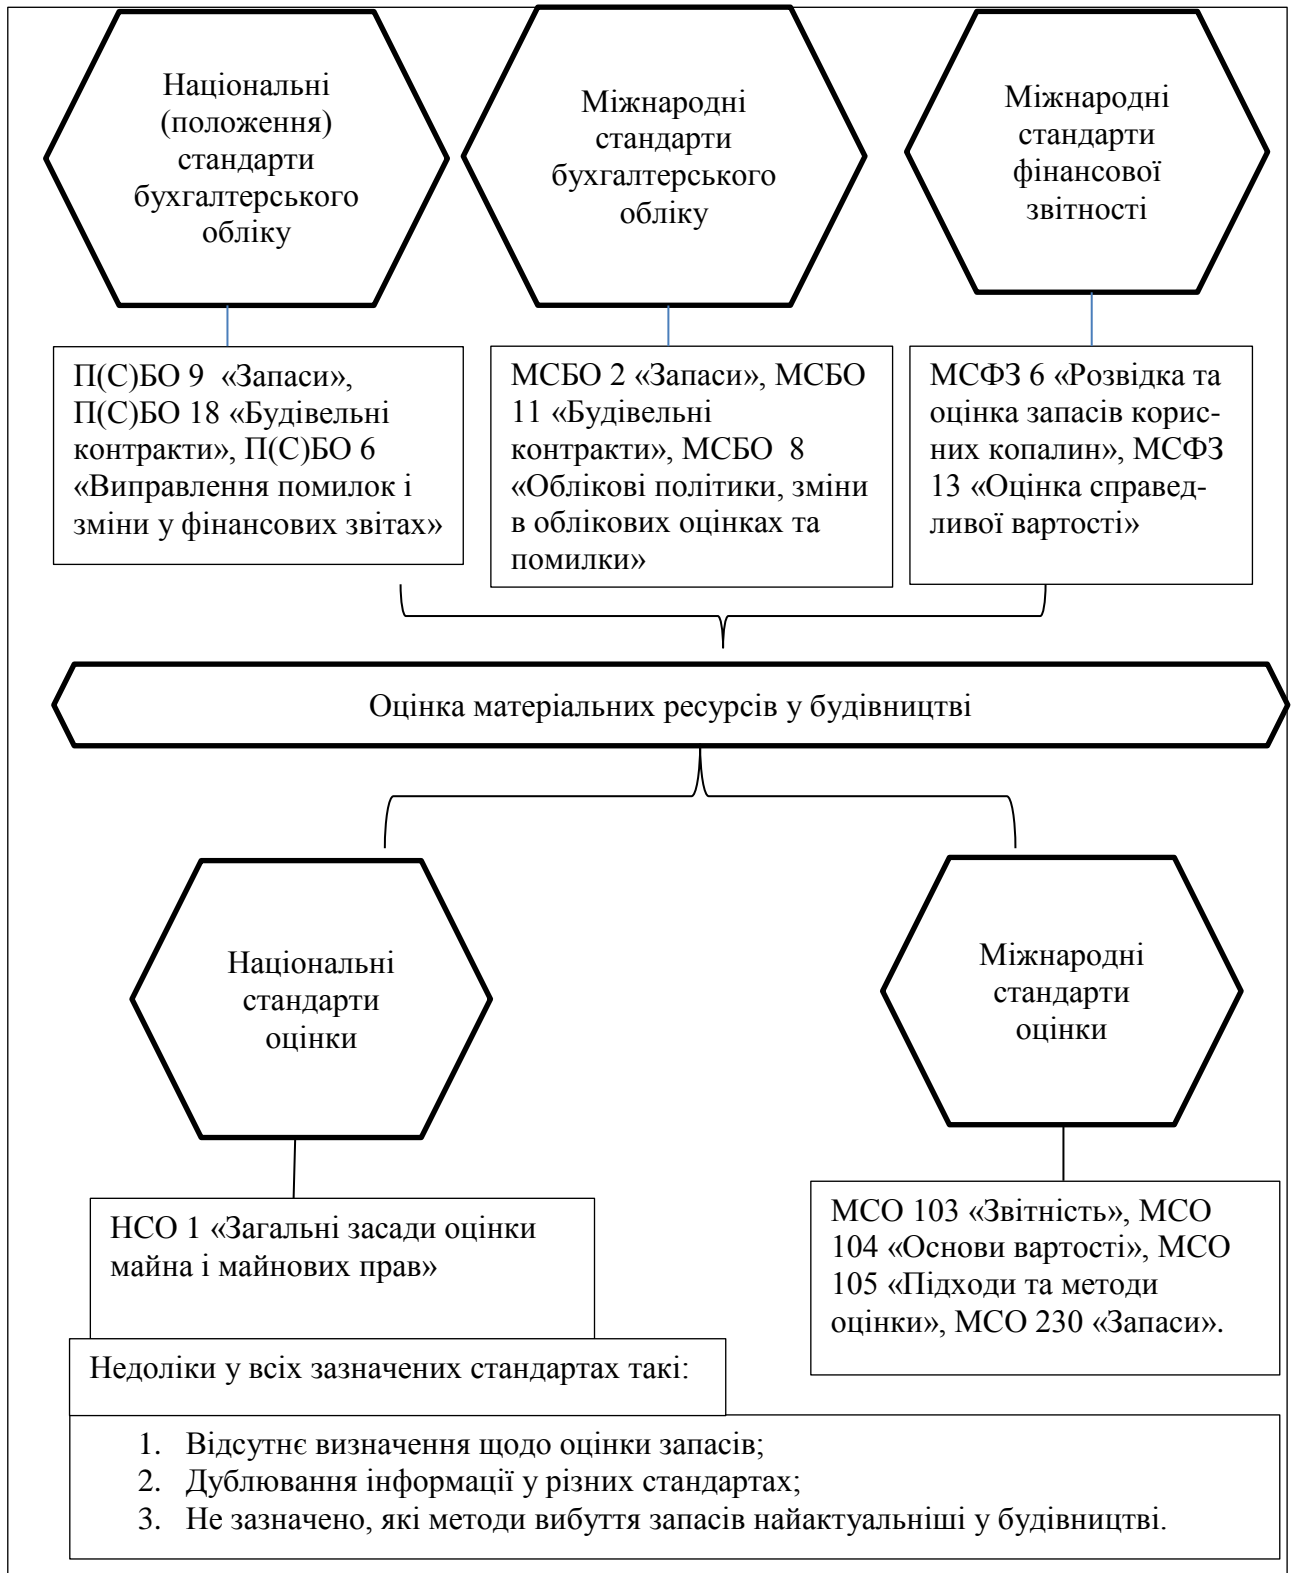 Національні
(положення)
стандарти
бухгалтерського
обліку
Міжнародні
стандарти
бухгалтерського
обліку
Міжнародні
стандарти
фінансової
звітності
П(С)БО 9 «Запаси»,
П(С)БО 18 «Будівельні
контракти», П(С)БО 6
«Виправлення помилок і
зміни у фінансових звітах»
МСБО 2 «Запаси», МСБО
11 «Будівельні
контракти», МСБО 8
«Облікові політики, зміни
в облікових оцінках та
помилки»
МСФЗ 6 «Розвідка та
оцінка запасів корис-
них копалин», МСФЗ
13 «Оцінка справед-
ливої вартості»
Оцінка матеріальних ресурсів у будівництві
Національні
стандарти
оцінки
Міжнародні
стандарти
оцінки
НСО 1 «Загальні засади оцінки
майна і майнових прав»
МСО 103 «Звітність», МСО
104 «Основи вартості», МСО
105 «Підходи та методи
оцінки», МСО 230 «Запаси».
Недоліки у всіх зазначених стандартах такі:
1. Відсутнє визначення щодо оцінки запасів;
2. Дублювання інформації у різних стандартах;
3. Не зазначено, які методи вибуття запасів найактуальніші у будівництві.